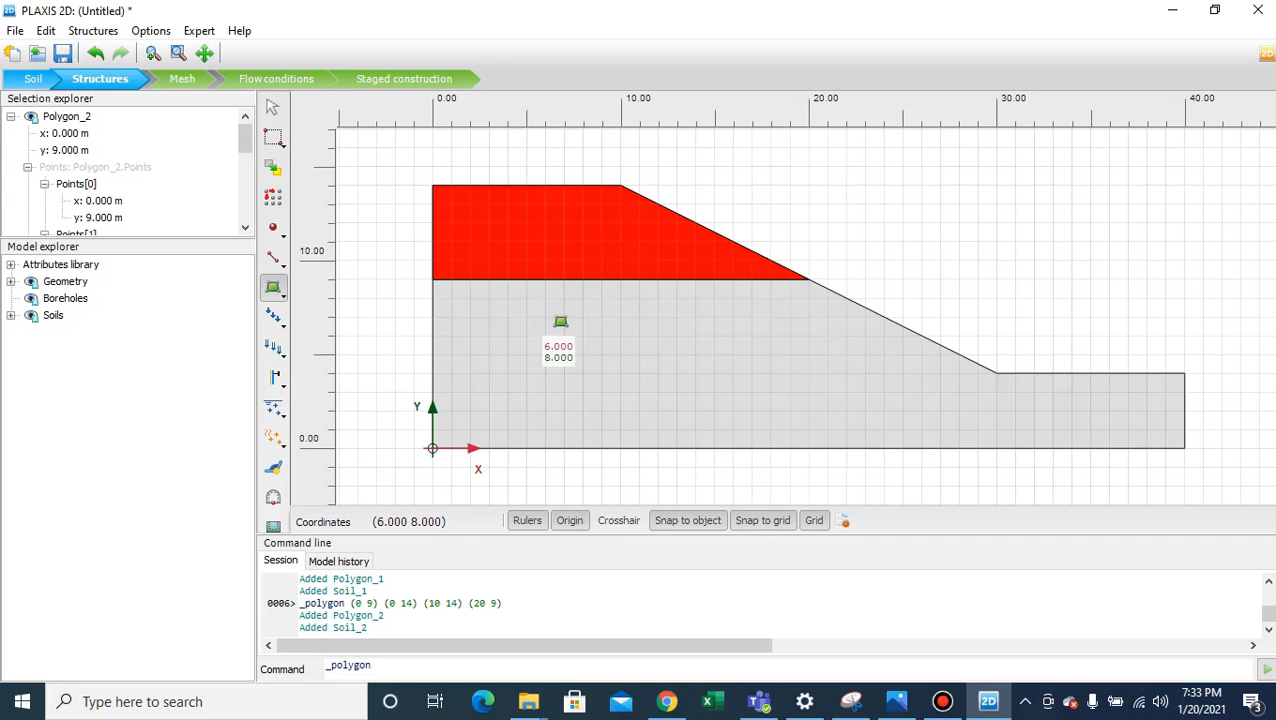 PLAXIS 2D: (Untitled) *
File Edit Structures Options Expert Help
Soil Structures Mesh Flow conditions Staged construction
Selection explorer
Polygon_2
x: 0.000 m
y: 9.000 m
Points: Polygon_2.Points
Points[0]
x: 0.000 m
y: 9.000 m
Points[1]
Model explorer
Attributes library
Geometry
Boreholes
Soils
0.00 10.00 20.00 30.00 40.00
10.00
0.00
6.000
8.000
Y
X
Coordinates (6.000 8.000) Rulers Origin Crosshair Snap to object Snap to grid Grid
Command line
Session Model history
Added Polygon_1
Added Soil_1
0006> _polygon (0 9) (0 14) (10 14) (20 9)
Added Polygon_2
Added Soil_2
Command _polygon
Type here to search
2D
7:33 PM
1/20/2021
3